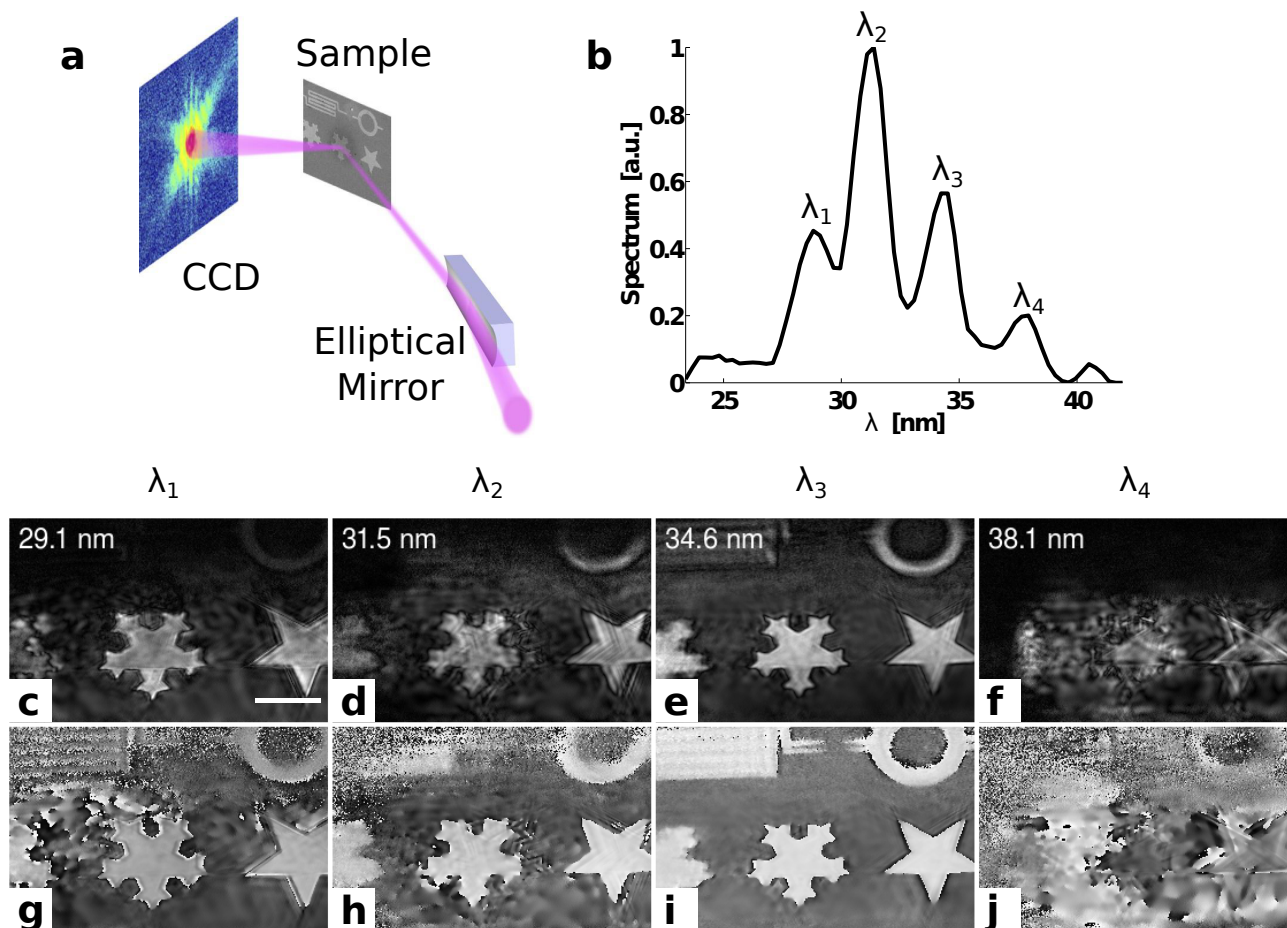 a
Sample
CCD
Elliptical
Mirror
b
Spectrum [a.u.]
1
0.8
0.6
0.4
0.2
0
λ1
λ2
λ3
λ4
25 30 35 40
λ [nm]
λ1 λ2 λ3 λ4
29.1 nm 31.5 nm 34.6 nm 38.1 nm
c d e f
g h i j